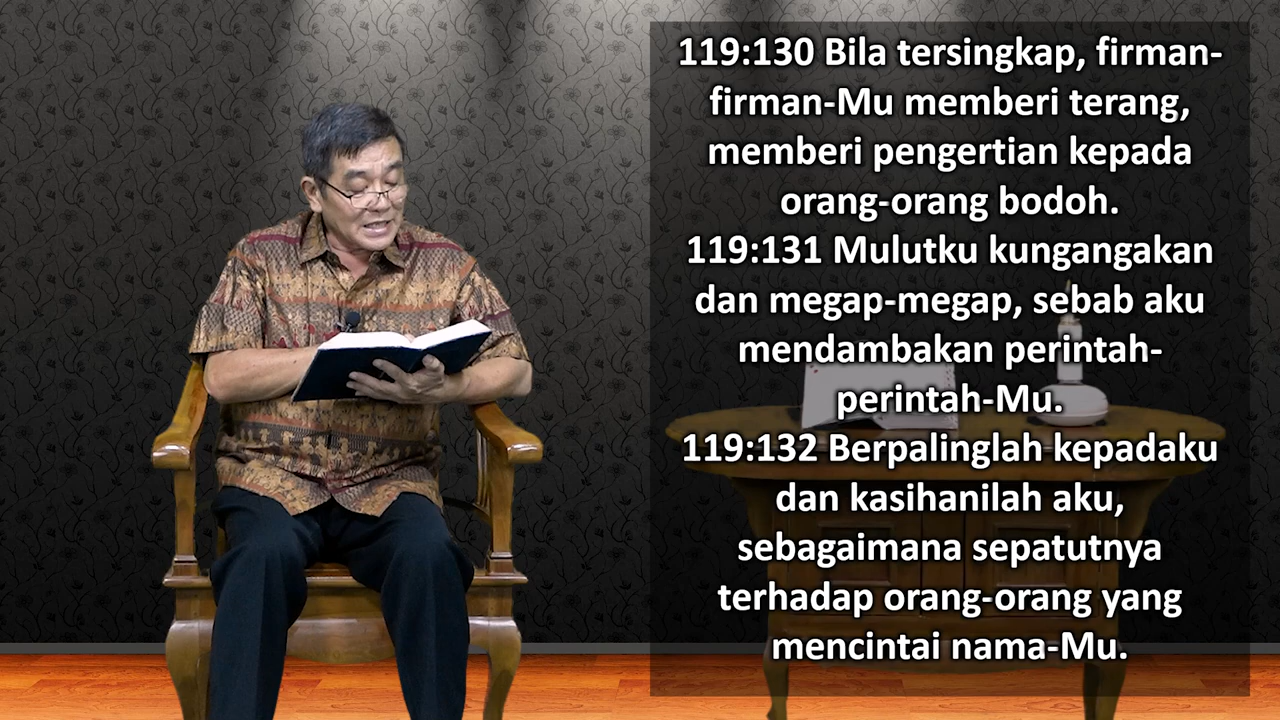 119:130 Bila tersingkap, firman-
firman-Mu memberi terang,
memberi pengertian kepada
orang-orang bodoh.
119:131 Mulutku kungangakan
dan megap-megap, sebab aku
mendambakan perintah-
perintah-Mu.
119:132 Berpalinglah kepadaku
dan kasihanilah aku,
sebagaimana sepatutnya
terhadap orang-orang yang
mencintai nama-Mu.